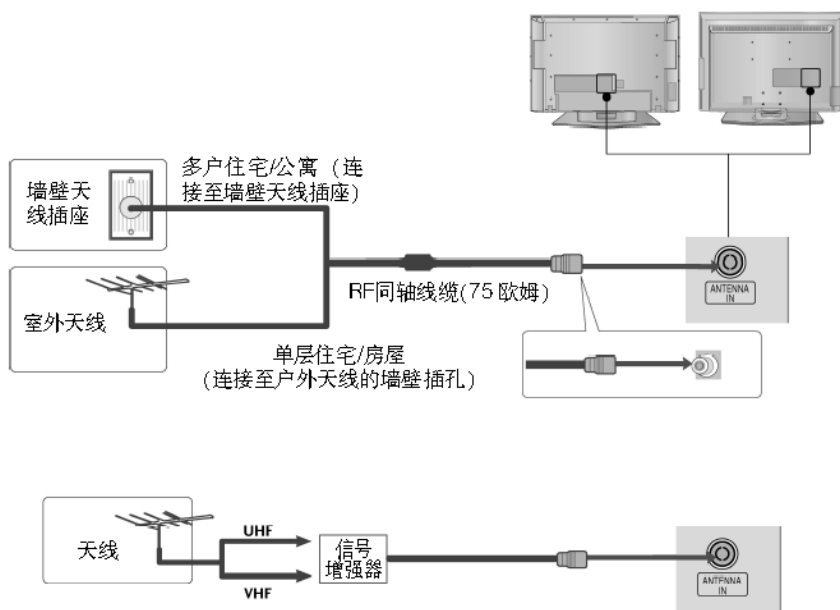 墙壁天
线插座
多户住宅/公寓（连
接至墙壁天线插座)
室外天线
RF同轴线缆(75 欧姆)
ANTENNA
IN
单层住宅/房屋
(连接至户外天线的墙壁插孔)
天线
UHF
VHF
信号
增强器
ANTENNA
IN